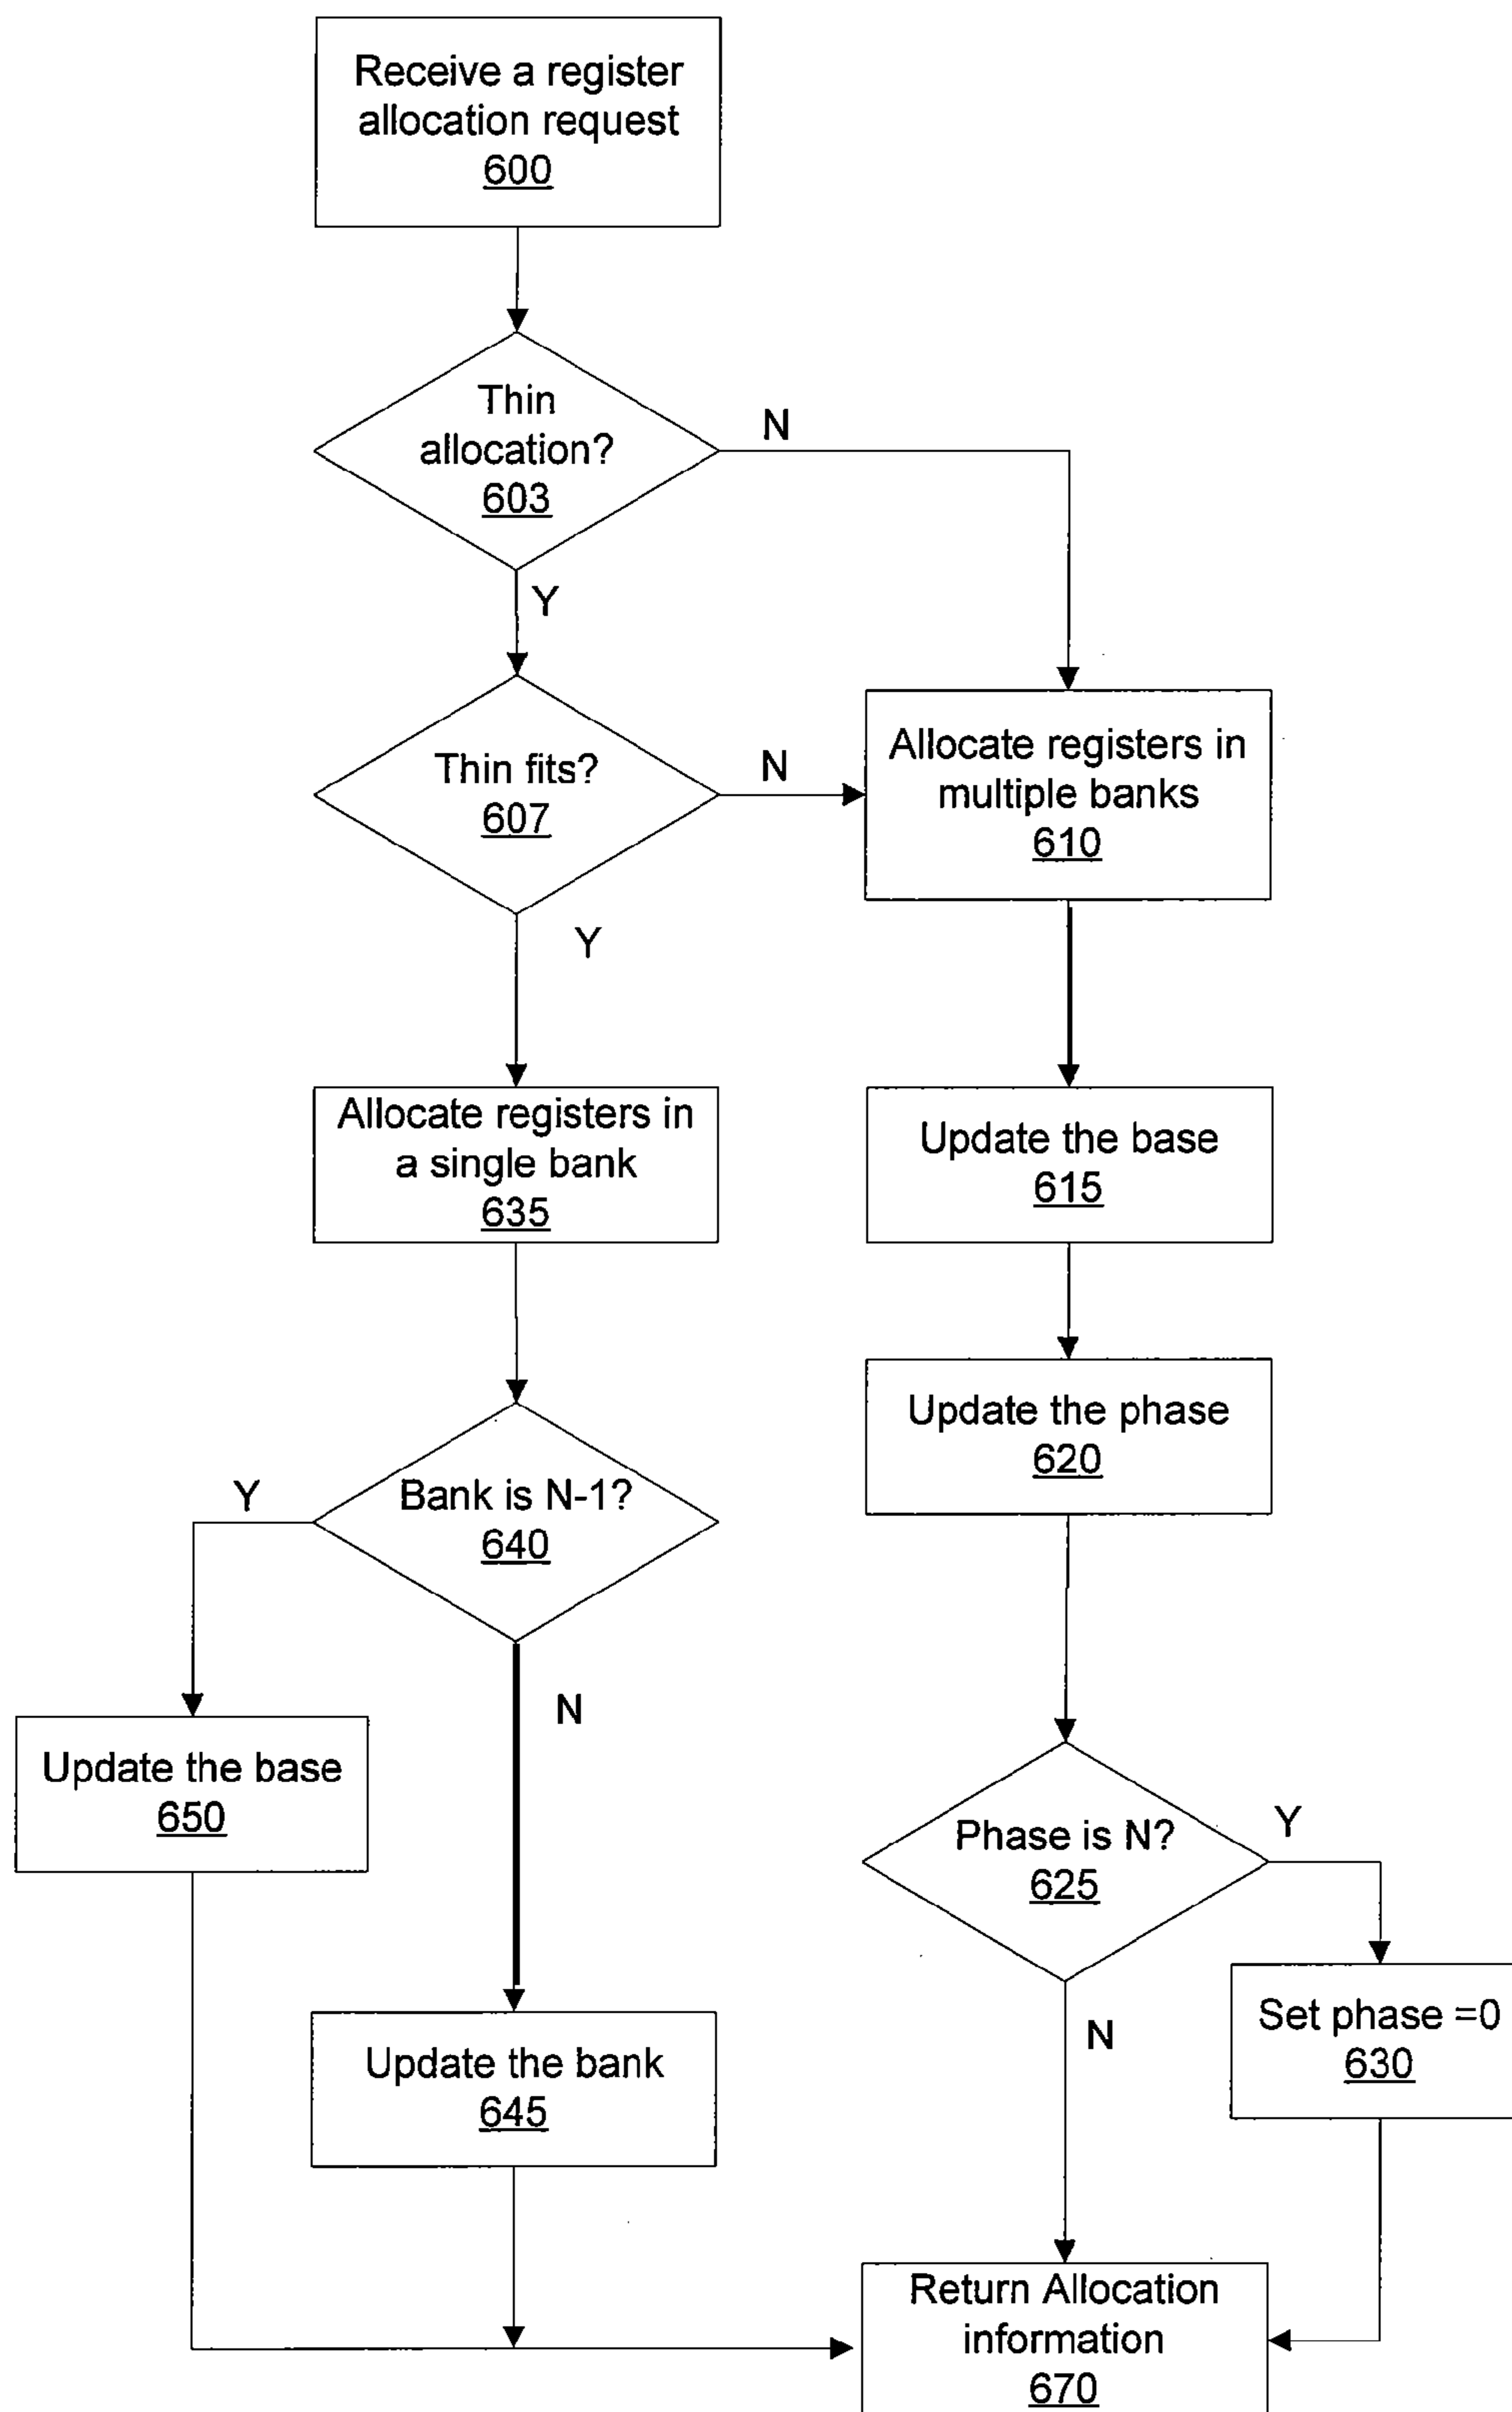 Receive a register
allocation request
600
Thin
allocation?
603
N
Y
Thin fits?
607
N
Y
Allocate registers in
multiple banks
610
Allocate registers in
a single bank
635
Update the base
615
Update the phase
620
Bank is N-1?
640
Y
N
Update the base
650
Phase is N?
625
Y
N
Set phase =0
630
Update the bank
645
Return Allocation
information
670